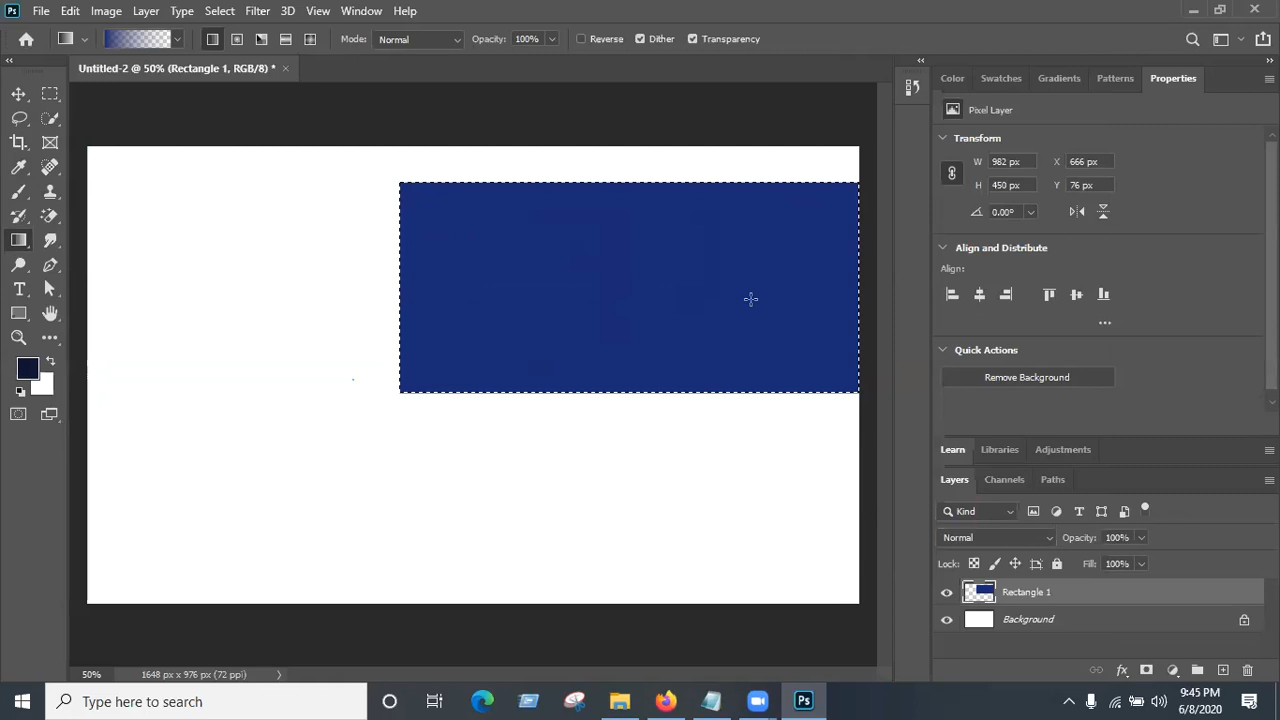 Ps File Edit Image Layer Type Select Filter 3D View Window Help
Mode: Normal Opacity: 100% Reverse Dither Transparency
Untitled-2 @ 50% (Rectangle 1, RGB/8) *
Color Swatches Gradients Patterns Properties
Pixel Layer
Transform
W 982 px X 666 px
H 450 px Y 76 px
0.00°
Align and Distribute
Align:
Quick Actions
Remove Background
Learn Libraries Adjustments
Layers Channels Paths
Kind
Normal Opacity: 100%
Lock: Fill: 100%
Rectangle 1
Background
50% 1648 px x 976 px (72 ppi)
Type here to search
Ps
9:45 PM
6/8/2020